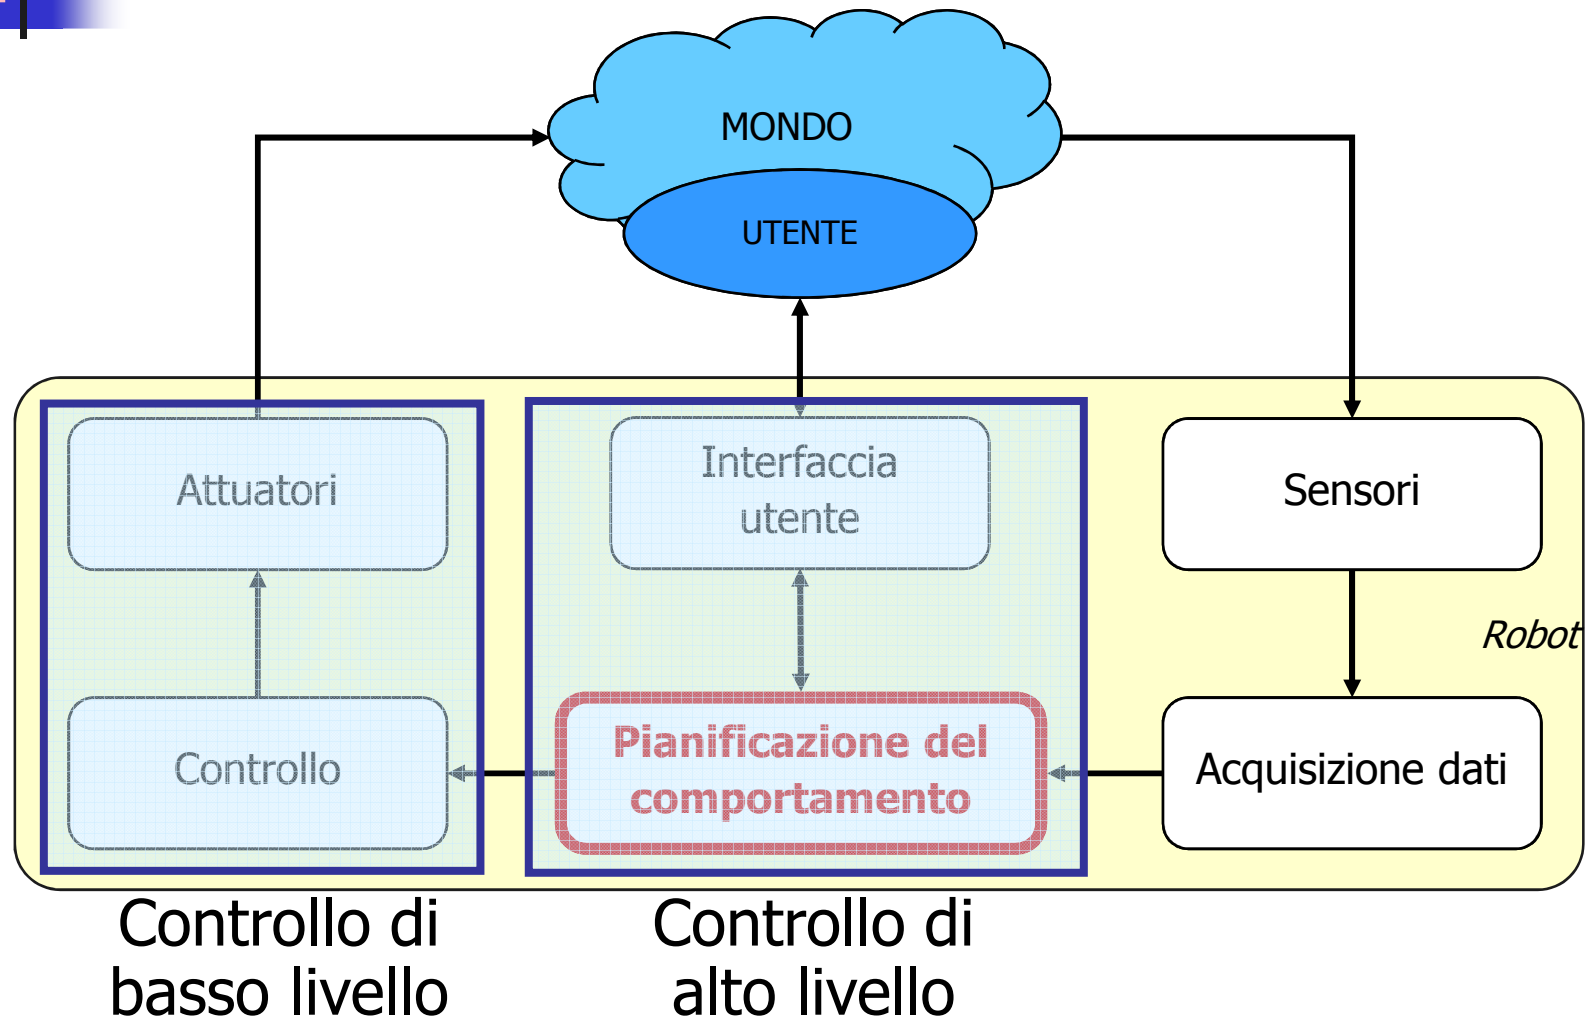 MONDO
UTENTE
Attuatori
Interfaccia
utente
Sensori
Robot
Controllo
Pianificazione del
comportamento
Acquisizione dati
Controllo di
basso livello
Controllo di
alto livello